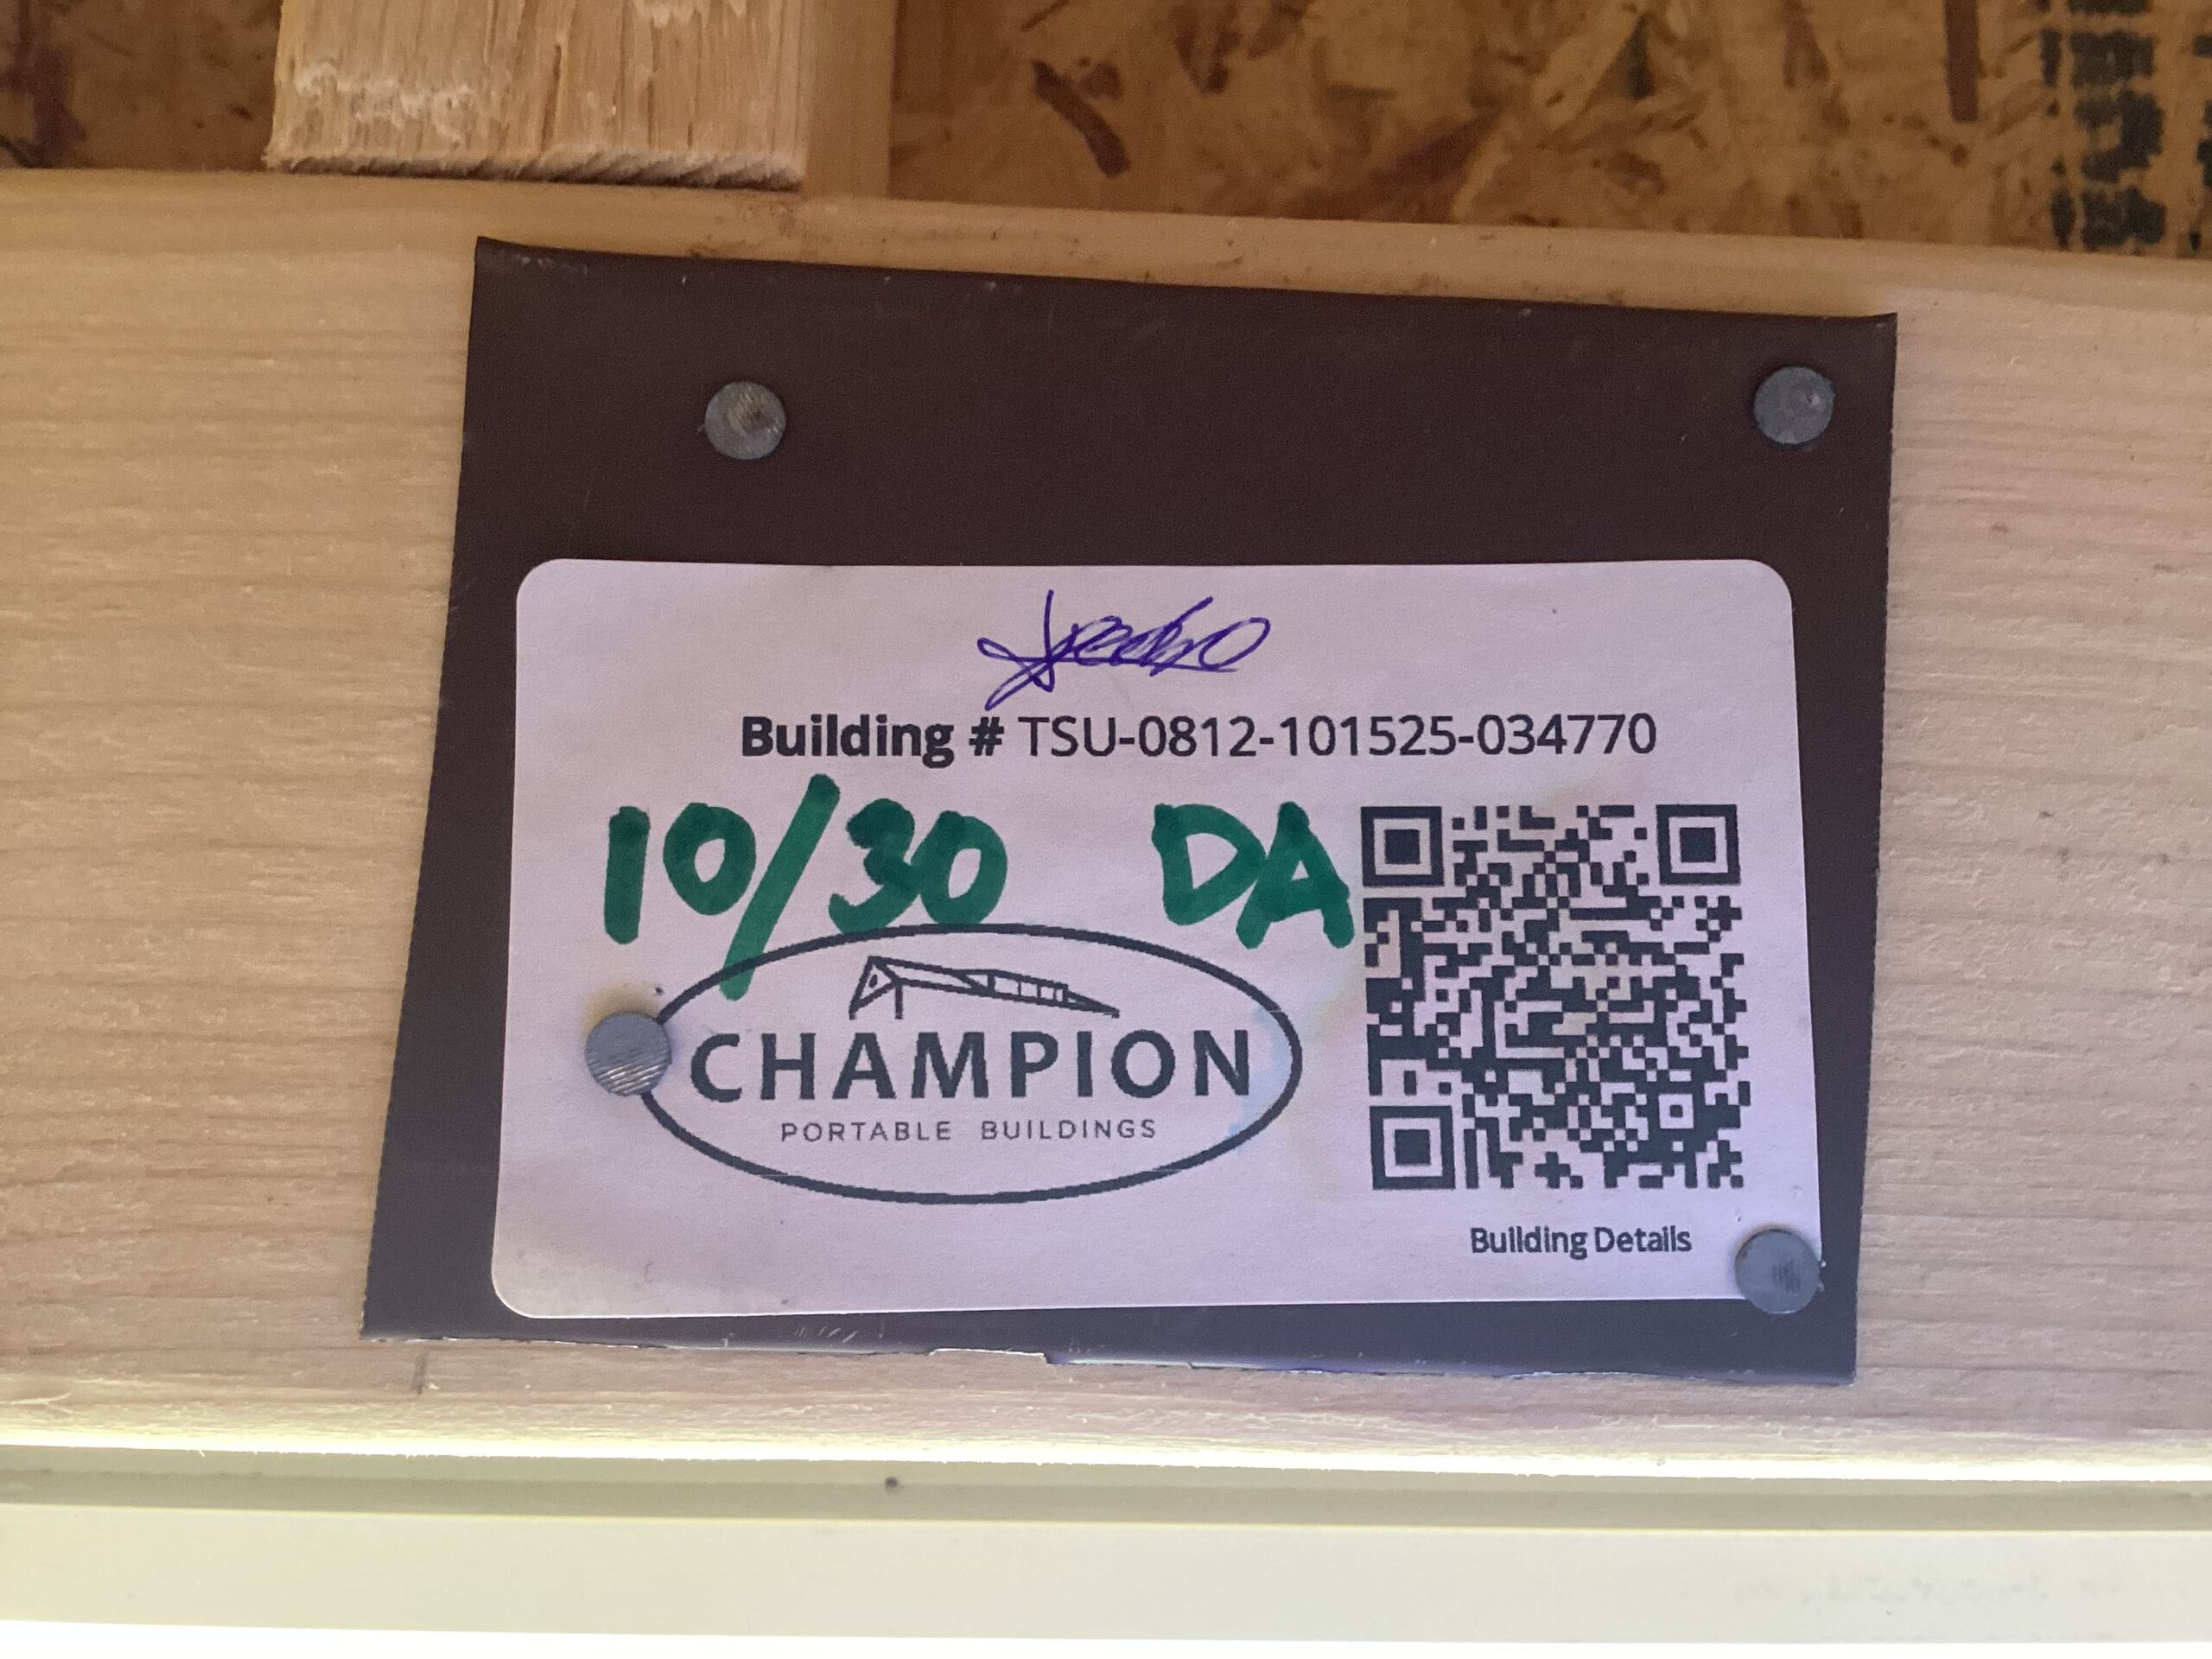 Building # TSU-0812-101525-034770
10/30 DA
CHAMPION
PORTABLE BUILDINGS
Building Details